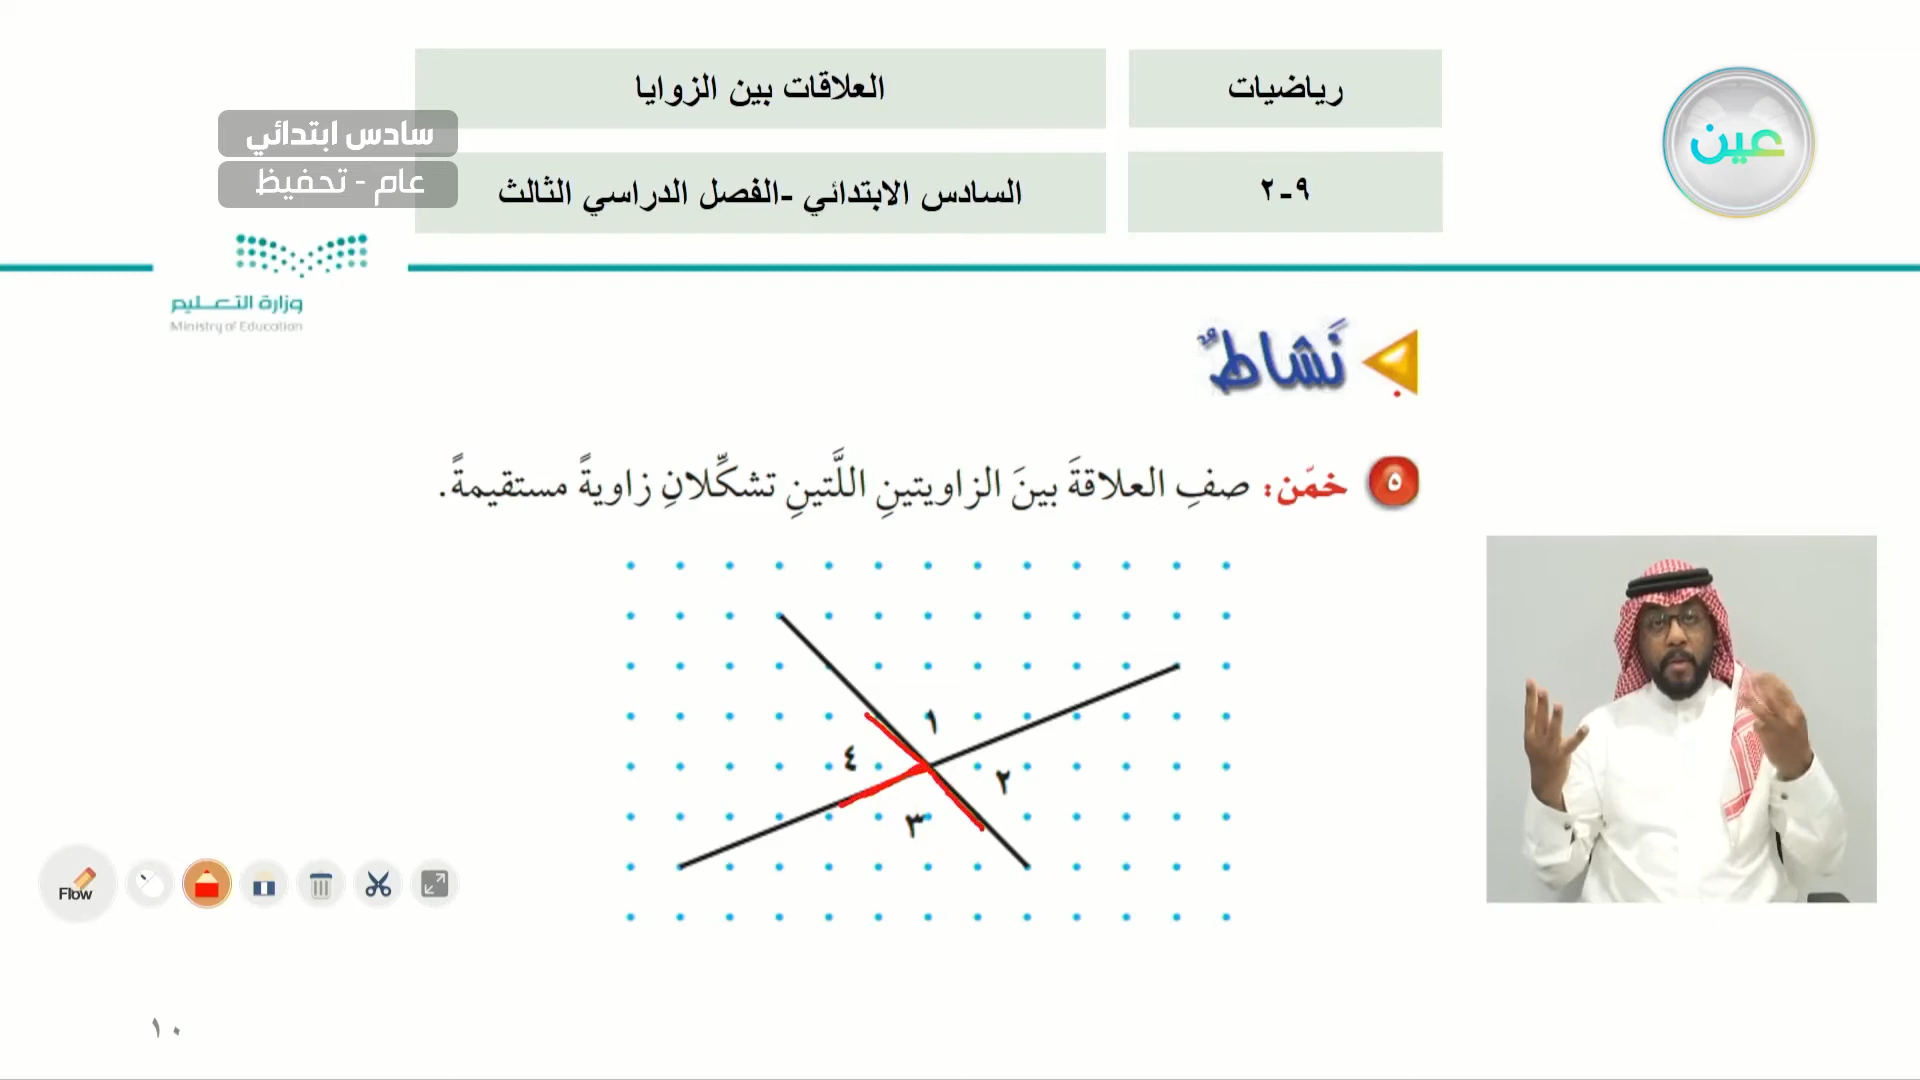 رياضيات
العلاقات بين الزوايا
٩-٢
السادس الابتدائي -الفصل الدراسي الثالث
سادس ابتدائي
عام - تحفيظ
عين
وزارة التعـليم
Ministry of Education
نَشاطٌ
٥ خمّن: صفِ العلاقةَ بينَ الزاويتينِ اللَّتينِ تشكِّلانِ زاويةً مستقيمةً.
١
٤
٢
٣
Flow
١٠